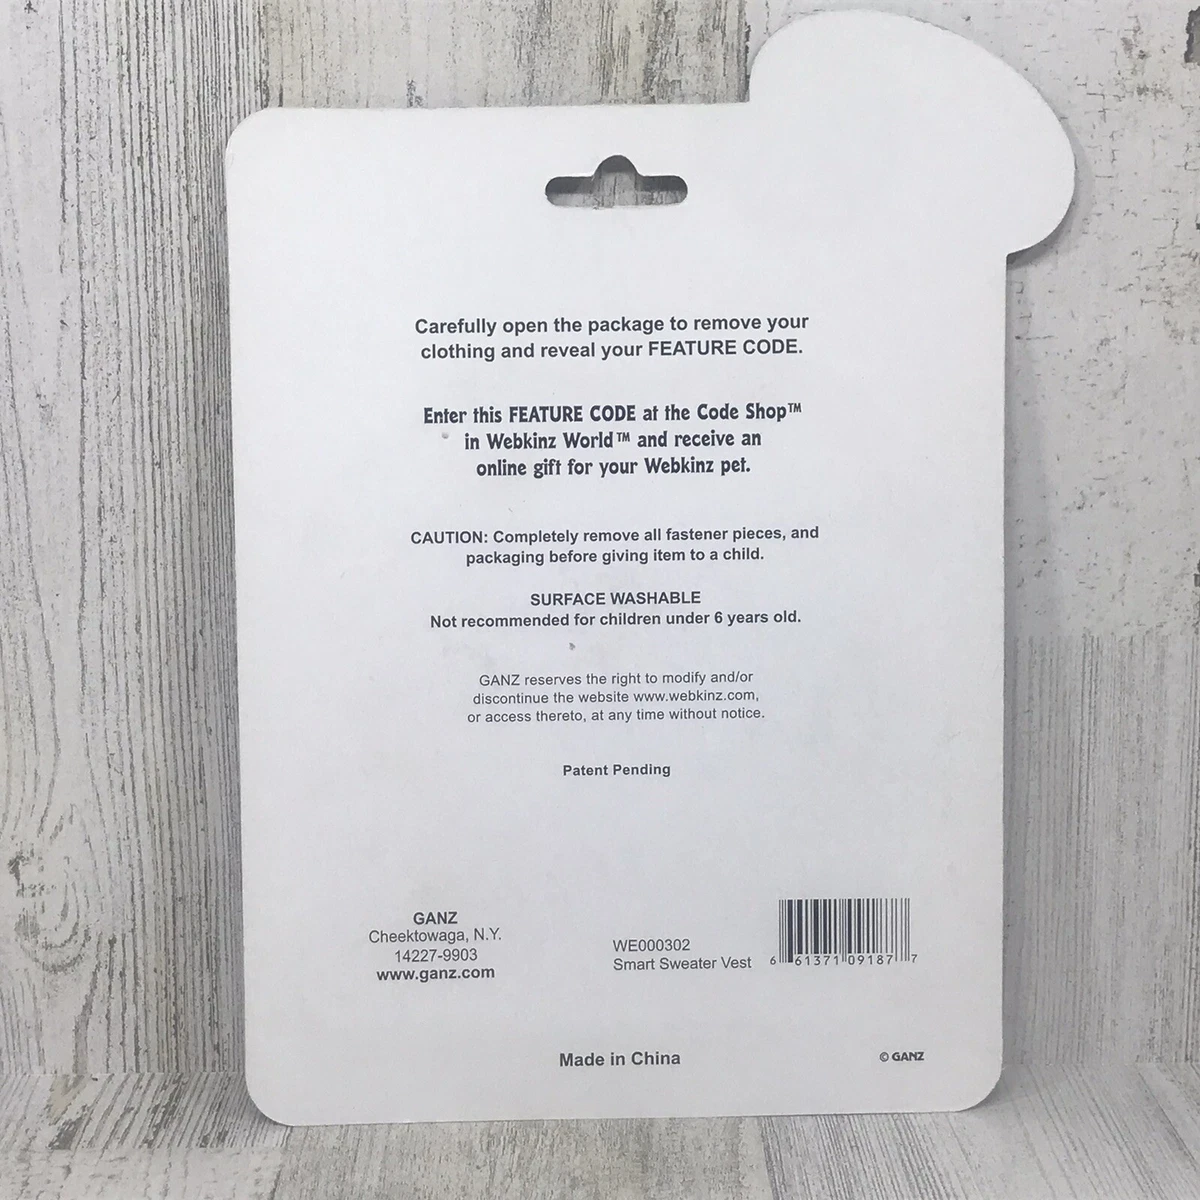 Carefully open the package to remove your
clothing and reveal your FEATURE CODE.
Enter this FEATURE CODE at the Code Shop™
in Webkinz World™ and receive an
online gift for your Webkinz pet.
CAUTION: Completely remove all fastener pieces, and
packaging before giving item to a child.
SURFACE WASHABLE
Not recommended for children under 6 years old.
GANZ reserves the right to modify and/or
discontinue the website www.webkinz.com,
or access thereto, at any time without notice.
Patent Pending
GANZ
Cheektowaga, N.Y.
14227-9903
www.ganz.com
WE000302
Smart Sweater Vest
6 61371 09187 7
Made in China
© GANZ